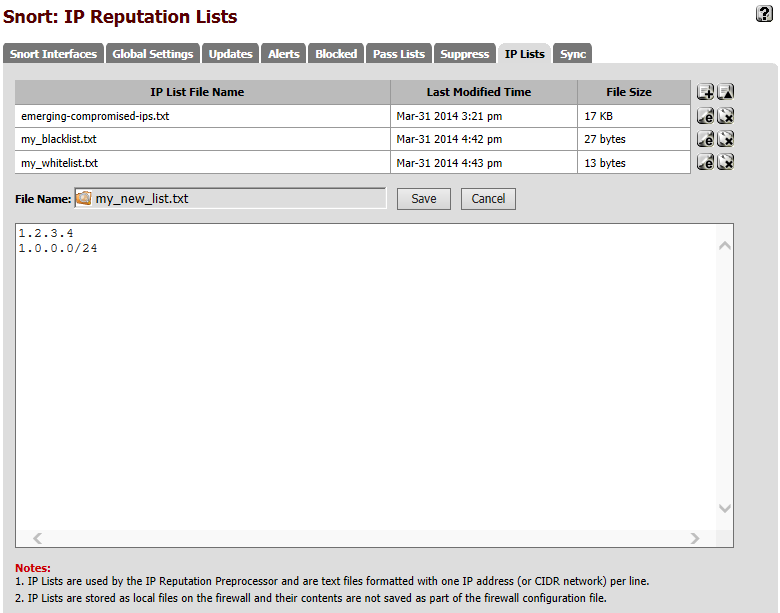 Snort: IP Reputation Lists
?
Snort Interfaces Global Settings Updates Alerts Blocked Pass Lists Suppress IP Lists Sync
IP List File Name Last Modified Time File Size
emerging-compromised-ips.txt Mar-31 2014 3:21 pm 17 KB
my_blacklist.txt Mar-31 2014 4:42 pm 27 bytes
my_whitelist.txt Mar-31 2014 4:43 pm 13 bytes
File Name: my_new_list.txt Save Cancel
1.2.3.4
1.0.0.0/24
Notes:
1. IP Lists are used by the IP Reputation Preprocessor and are text files formatted with one IP address (or CIDR network) per line.
2. IP Lists are stored as local files on the firewall and their contents are not saved as part of the firewall configuration file.